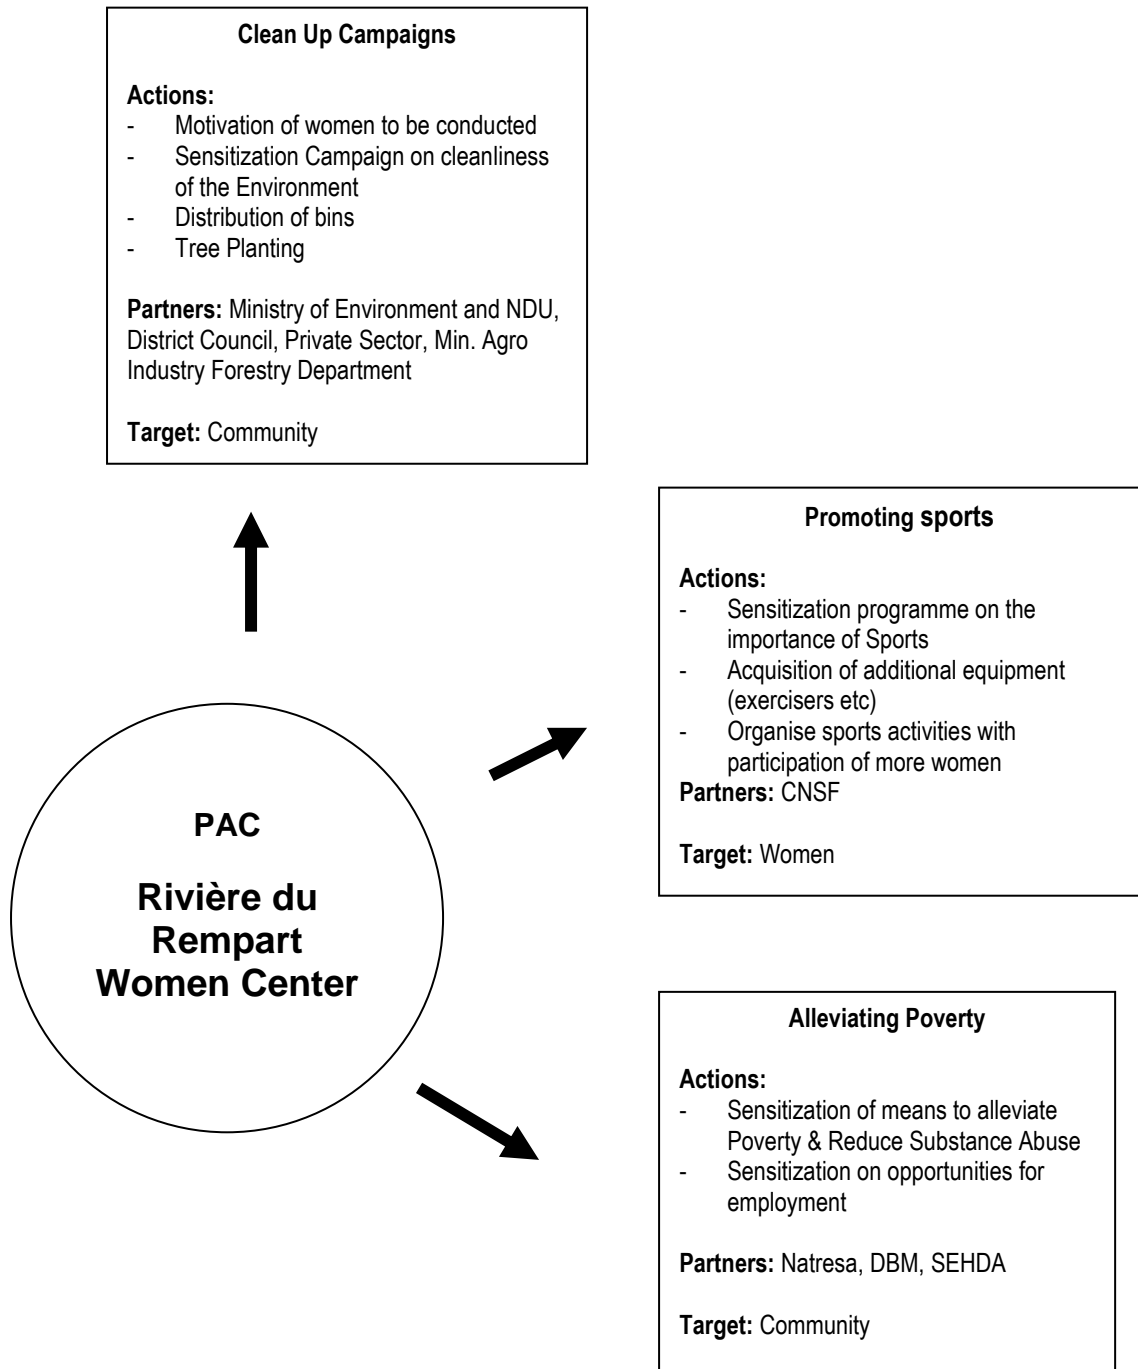 Clean Up Campaigns
Actions:
- Motivation of women to be conducted
- Sensitization Campaign on cleanliness
of the Environment
- Distribution of bins
- Tree Planting
Partners: Ministry of Environment and NDU,
District Council, Private Sector, Min. Agro
Industry Forestry Department
Target: Community
Promoting sports
Actions:
- Sensitization programme on the
importance of Sports
- Acquisition of additional equipment
(exercisers etc)
- Organise sports activities with
participation of more women
Partners: CNSF
Target: Women
PAC
Rivière du
Rempart
Women Center
Alleviating Poverty
Actions:
- Sensitization of means to alleviate
Poverty & Reduce Substance Abuse
- Sensitization on opportunities for
employment
Partners: Natresa, DBM, SEHDA
Target: Community